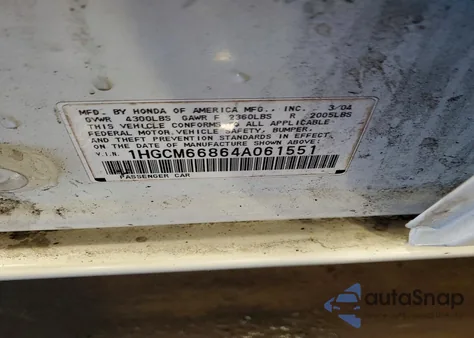 MFD. BY HONDA OF AMERICA MFG., INC. 3/04
GVWR 4300LBS GAWR F 2360LBS R 2005LBS
THIS VEHICLE CONFORMS TO ALL APPLICABLE
FEDERAL MOTOR VEHICLE SAFETY, BUMPER,
AND THEFT PREVENTION STANDARDS IN EFFECT
ON THE DATE OF MANUFACTURE SHOWN ABOVE.
V.I.N. 1HGCM66864A061551
PASSENGER CAR
autoSnap